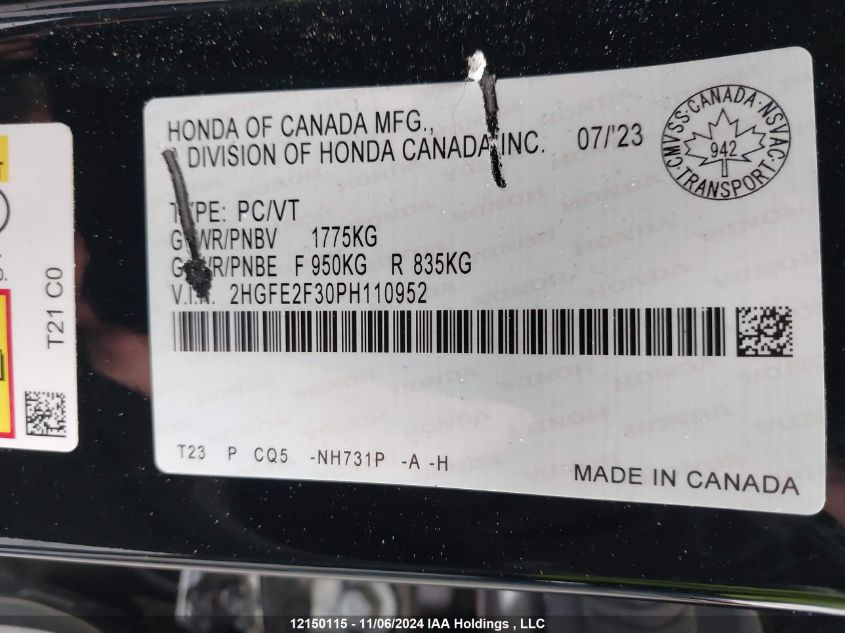 HONDA OF CANADA MFG.,
A DIVISION OF HONDA CANADA INC.
07/'23
CMVSS·CANADA·NSVAC·TRANSPORT·
942
TYPE: PC/VT
GVWR/PNBV 1775KG
GAWR/PNBE F 950KG R 835KG
V.I.N. 2HGFE2F30PH110952
T23 P CQ5 -NH731P -A -H
MADE IN CANADA
T21 C0
12150115 - 11/06/2024 IAA Holdings , LLC